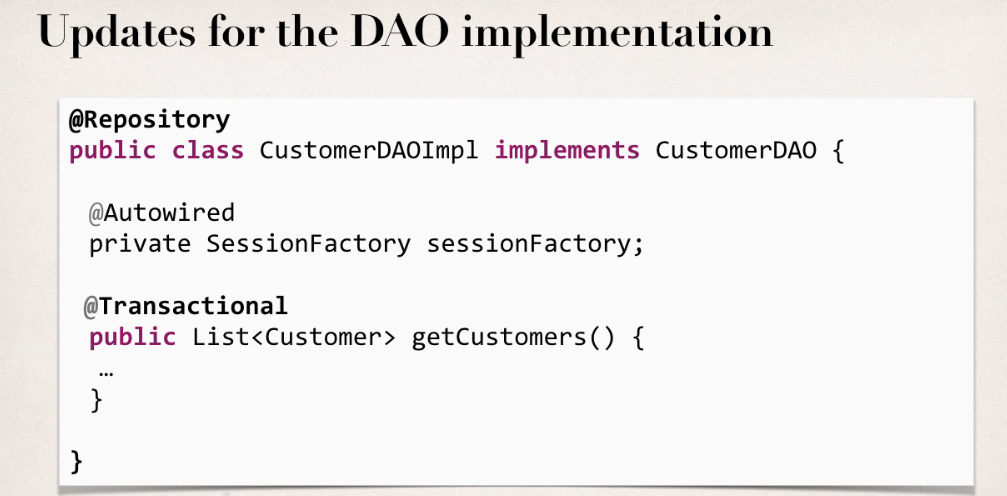 Updates for the DAO implementation
@Repository
public class CustomerDAOImpl implements CustomerDAO {
@Autowired
private SessionFactory sessionFactory;
@Transactional
public List<Customer> getCustomers() {
…
}
}